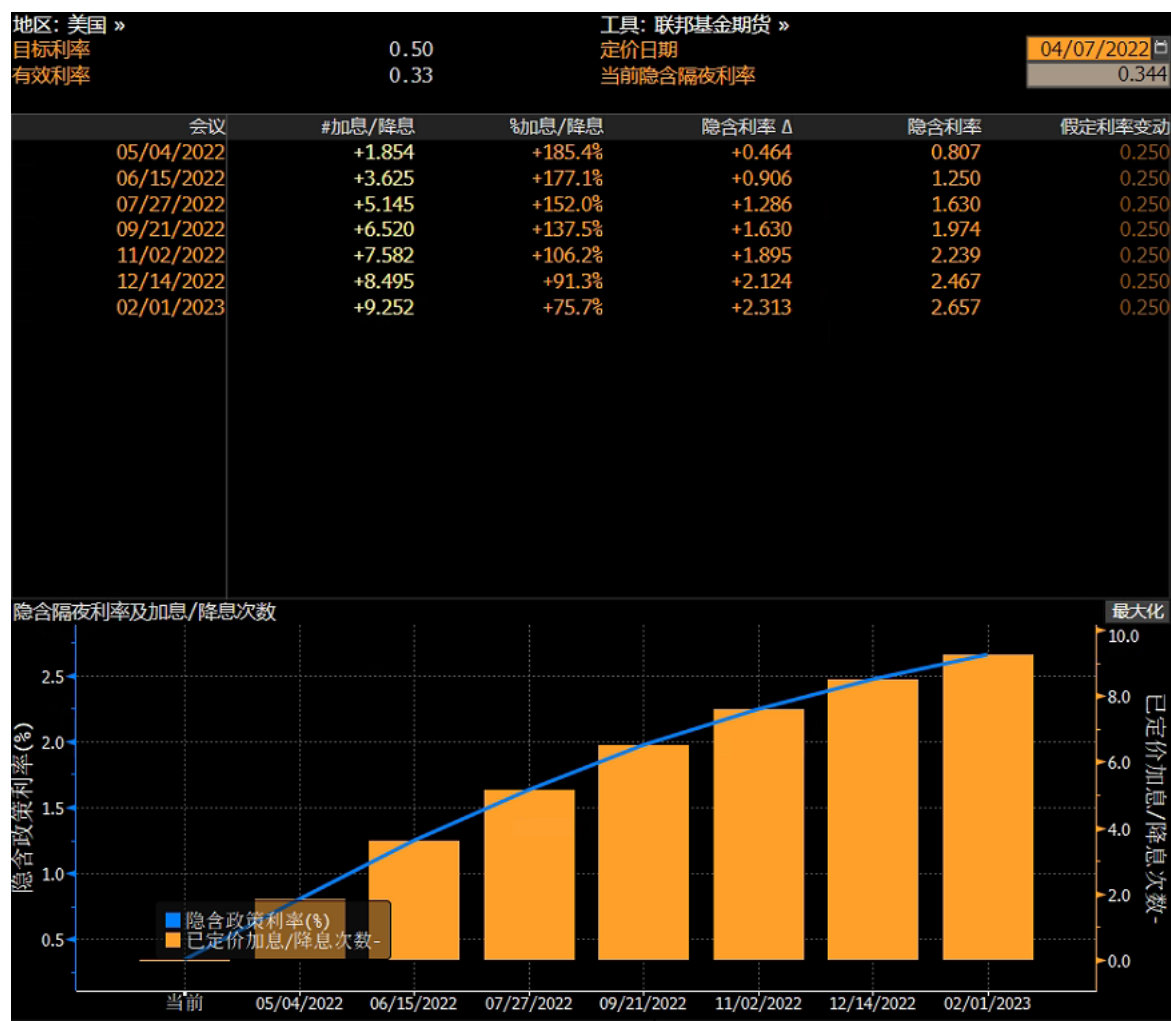 地区: 美国 » 工具: 联邦基金期货 »
目标利率 0.50 定价日期 04/07/2022
有效利率 0.33 当前隐含隔夜利率 0.344
会议 #加息/降息 %加息/降息 隐含利率 Δ 隐含利率 假定利率变动
05/04/2022 +1.854 +185.4% +0.464 0.807 0.250
06/15/2022 +3.625 +177.1% +0.906 1.250 0.250
07/27/2022 +5.145 +152.0% +1.286 1.630 0.250
09/21/2022 +6.520 +137.5% +1.630 1.974 0.250
11/02/2022 +7.582 +106.2% +1.895 2.239 0.250
12/14/2022 +8.495 +91.3% +2.124 2.467 0.250
02/01/2023 +9.252 +75.7% +2.313 2.657 0.250
隐含隔夜利率及加息/降息次数 最大化
隐含政策利率(%)
2.5
2.0
1.5
1.0
0.5
10.0
8.0
6.0
4.0
2.0
0.0
已定价加息/降息次数-
隐含政策利率(%)
已定价加息/降息次数-
当前 05/04/2022 06/15/2022 07/27/2022 09/21/2022 11/02/2022 12/14/2022 02/01/2023